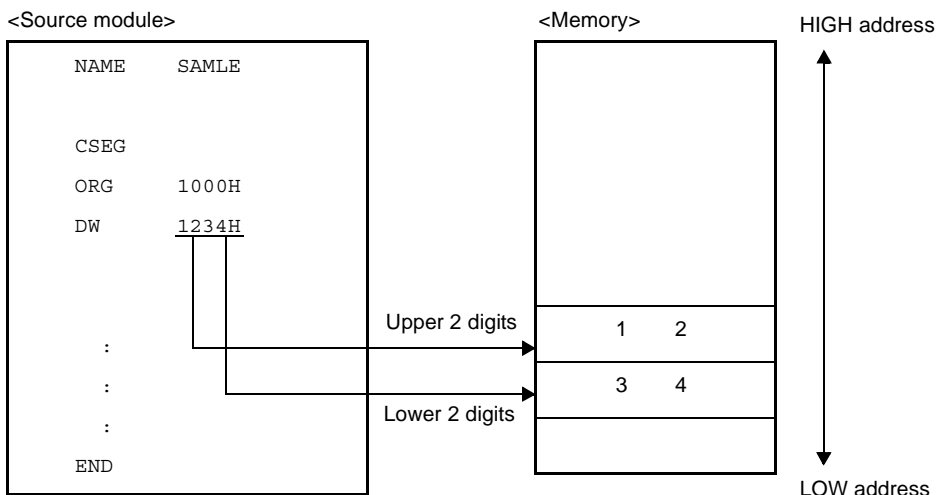 <Source module>
NAME SAMLE
CSEG
ORG 1000H
DW 1234H
:
:
:
END
Upper 2 digits
Lower 2 digits
<Memory>
1 2
3 4
HIGH address
LOW address